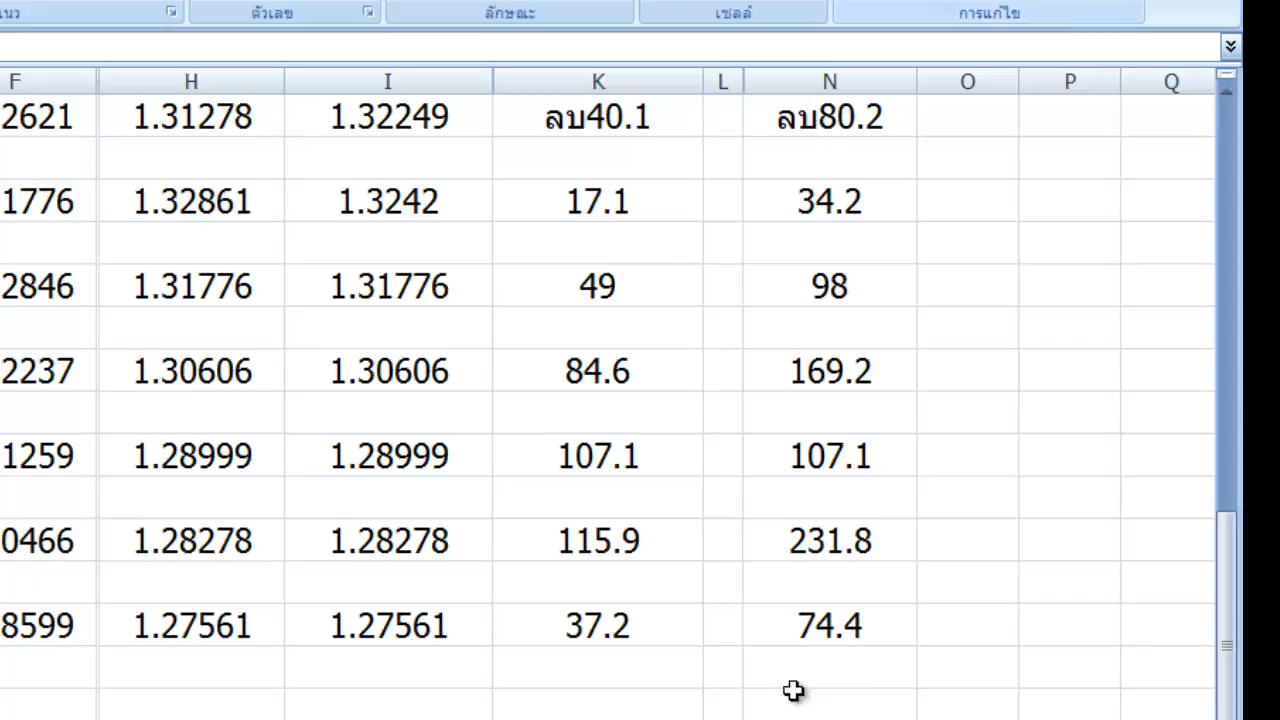 แนว ตัวเลข ลักษณะ เซลล์ การแก้ไข
F H I K L N O P Q
2621 1.31278 1.32249 ลบ40.1 ลบ80.2
1776 1.32861 1.3242 17.1 34.2
2846 1.31776 1.31776 49 98
2237 1.30606 1.30606 84.6 169.2
1259 1.28999 1.28999 107.1 107.1
0466 1.28278 1.28278 115.9 231.8
8599 1.27561 1.27561 37.2 74.4